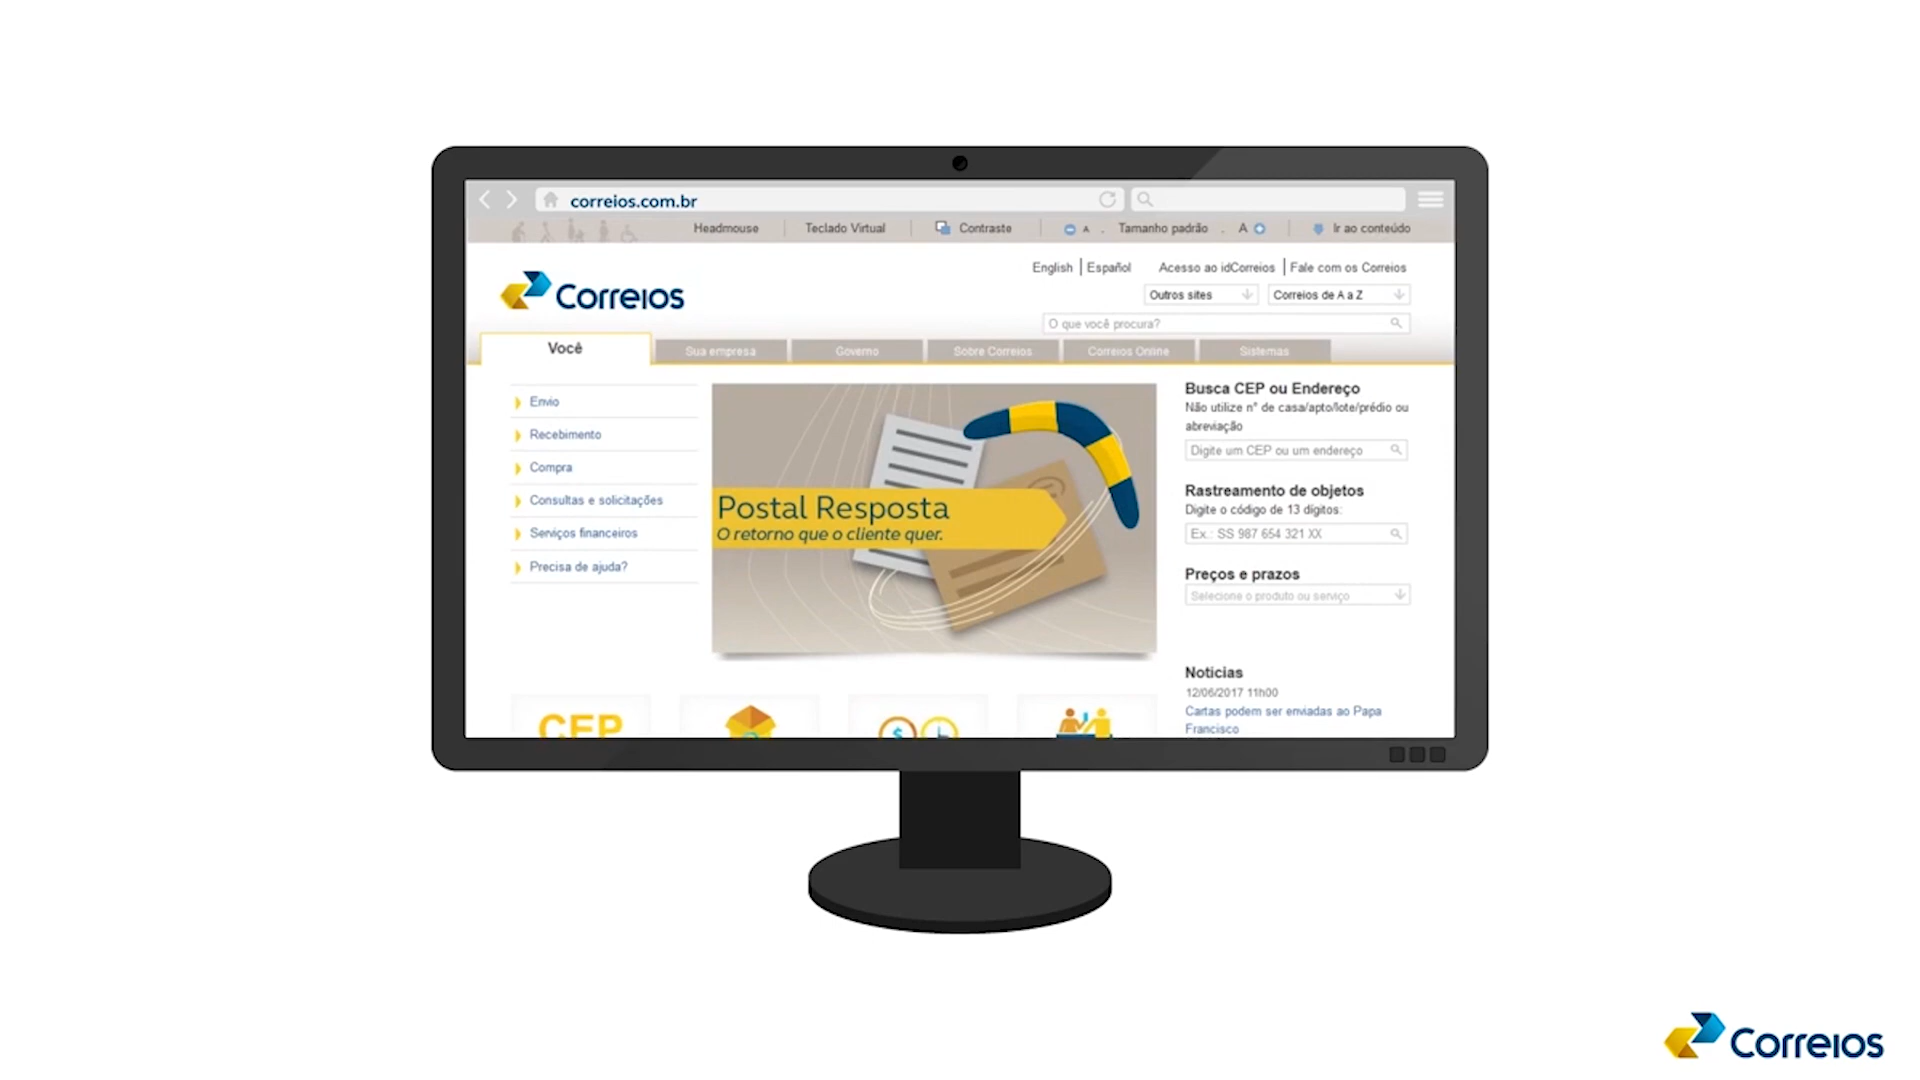 correios.com.br
Headmouse
Teclado Virtual
Contraste
A . Tamanho padrão . A
Ir ao conteúdo
English | Español
Acesso ao idCorreios | Fale com os Correios
Correios
Outros sites
Correios de A a Z
O que você procura?
Você
Sua empresa
Governo
Sobre Correios
Correios Online
Sistemas
Envio
Recebimento
Compra
Consultas e solicitações
Serviços financeiros
Precisa de ajuda?
Postal Resposta
O retorno que o cliente quer.
Busca CEP ou Endereço
Não utilize n° de casa/apto/lote/prédio ou
abreviação
Digite um CEP ou um endereço
Rastreamento de objetos
Digite o código de 13 dígitos:
Ex.: SS 987 654 321 XX
Preços e prazos
Selecione o produto ou serviço
Noticias
12/06/2017 11h00
Cartas podem ser enviadas ao Papa
Francisco
CEP
$
Correios